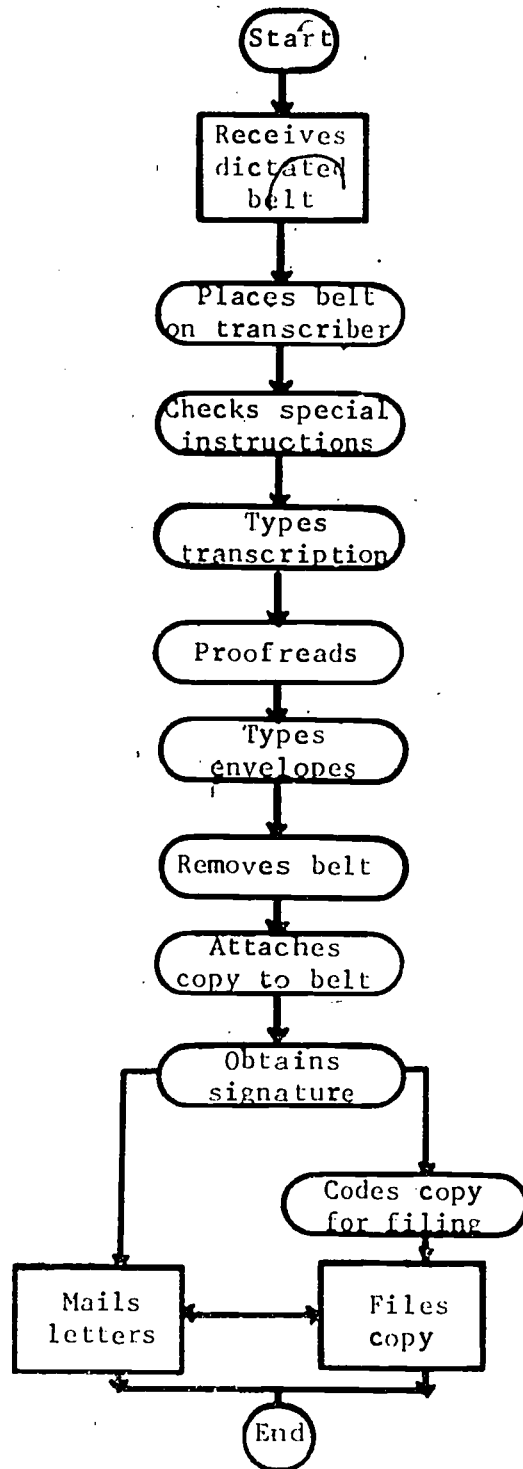 Start
Receives
dictated
belt
Places belt
on transcriber
Checks special
instructions
Types
transcription
Proofreads
Types
envelopes
Removes belt
Attaches
copy to belt
Obtains
signature
Codes copy
for filing
Mails
letters
Files
copy
End